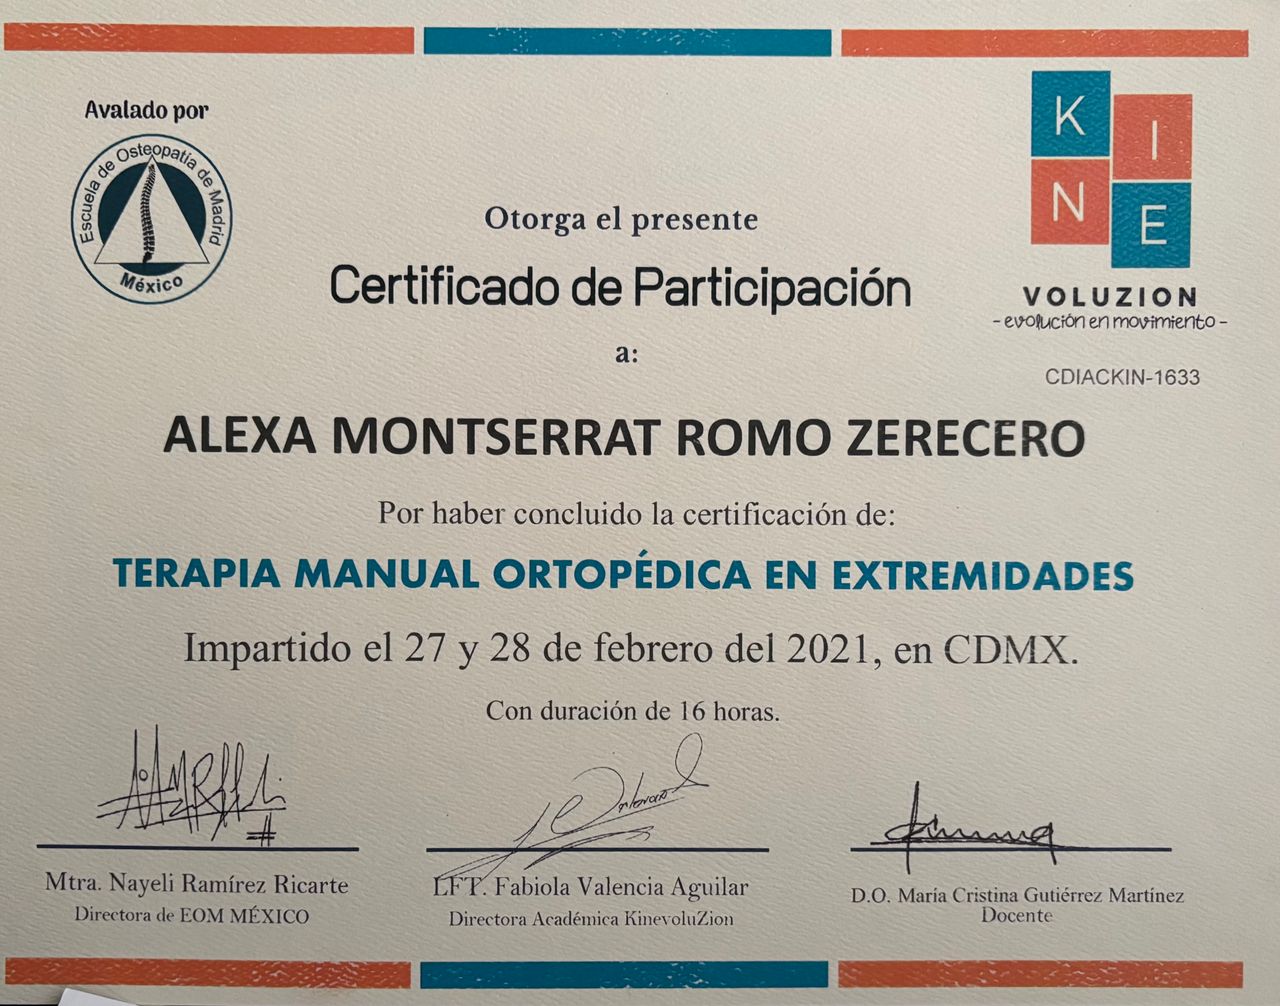 Avalado por
Escuela de Osteopatía de Madrid
México
K I N E
VOLUZION
- evolución en movimiento -
CDIACKIN-1633
Otorga el presente
Certificado de Participación
a:
ALEXA MONTSERRAT ROMO ZERECERO
Por haber concluido la certificación de:
TERAPIA MANUAL ORTOPÉDICA EN EXTREMIDADES
Impartido el 27 y 28 de febrero del 2021, en CDMX.
Con duración de 16 horas.
Mtra. Nayeli Ramírez Ricarte
Directora de EOM MÉXICO
LFT. Fabiola Valencia Aguilar
Directora Académica KinevoluZion
D.O. María Cristina Gutiérrez Martínez
Docente